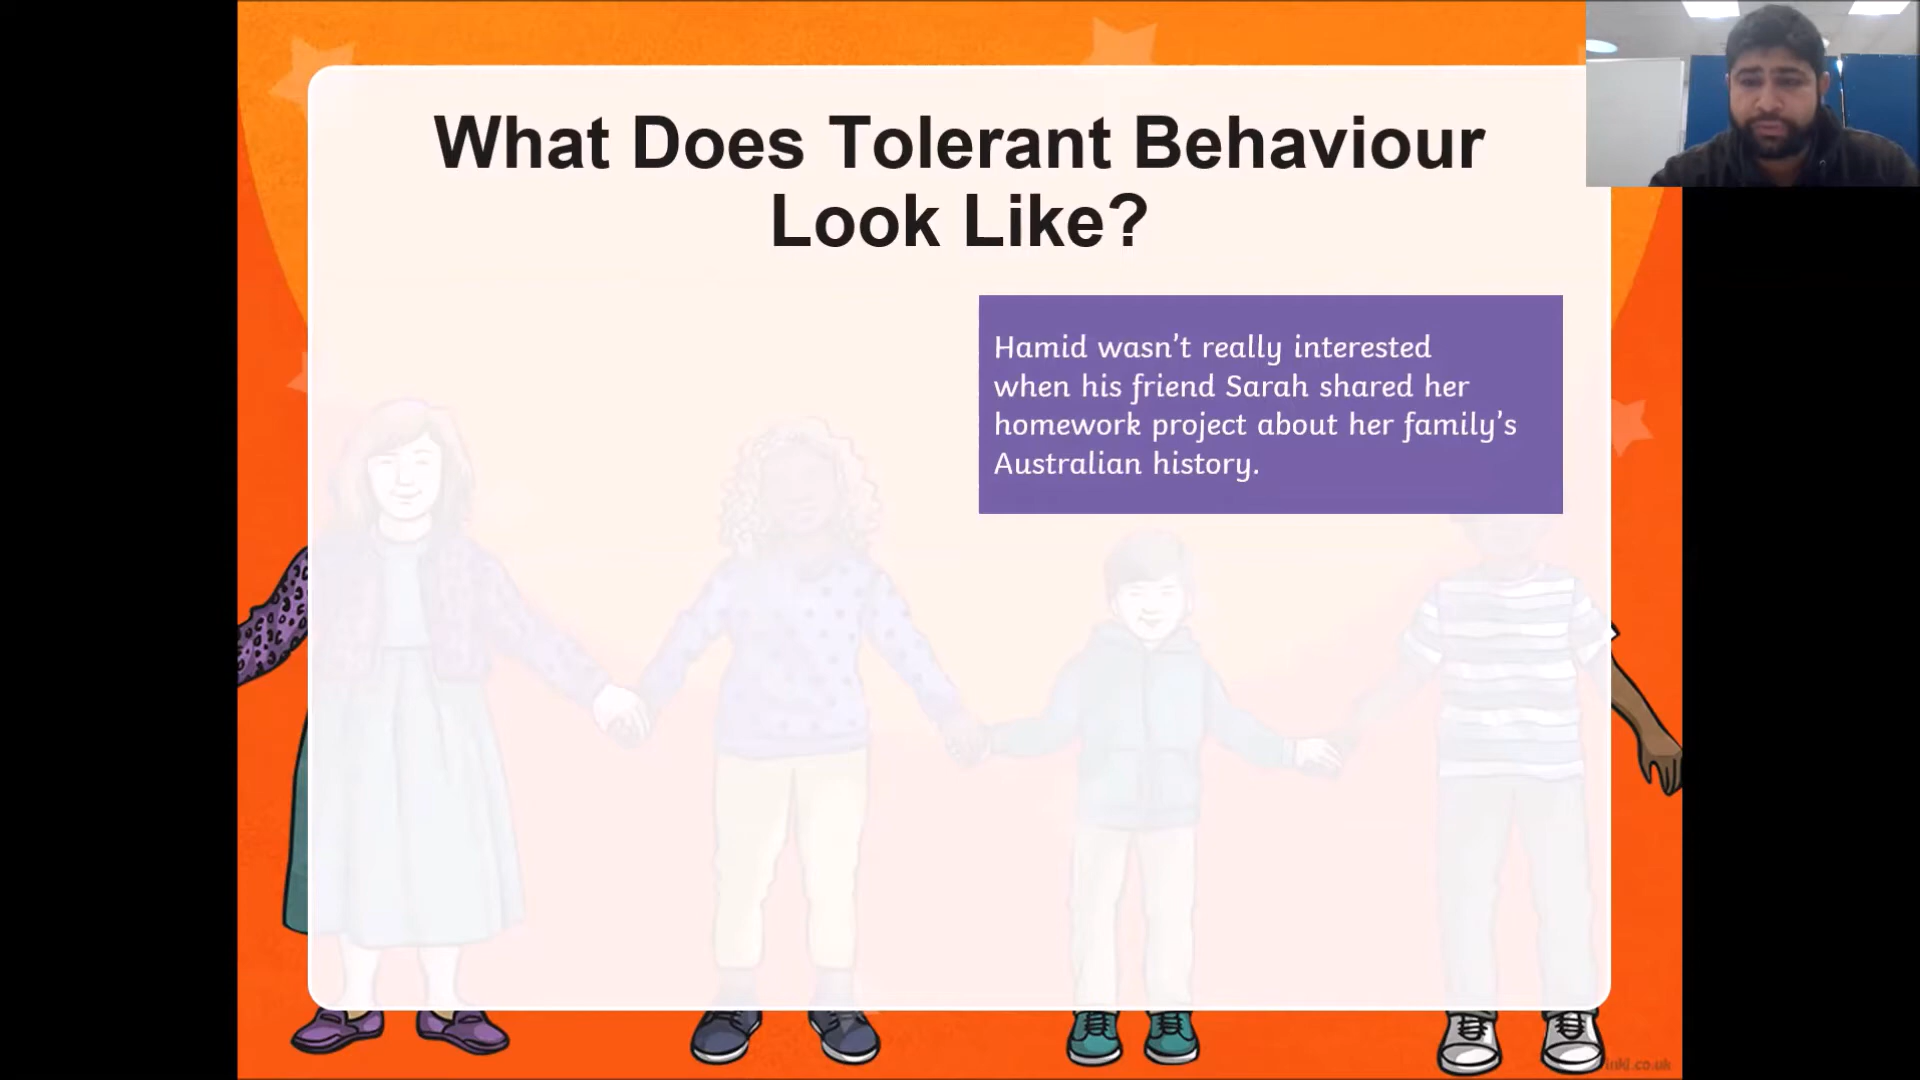 What Does Tolerant Behaviour
Look Like?
Hamid wasn't really interested
when his friend Sarah shared her
homework project about her family's
Australian history.